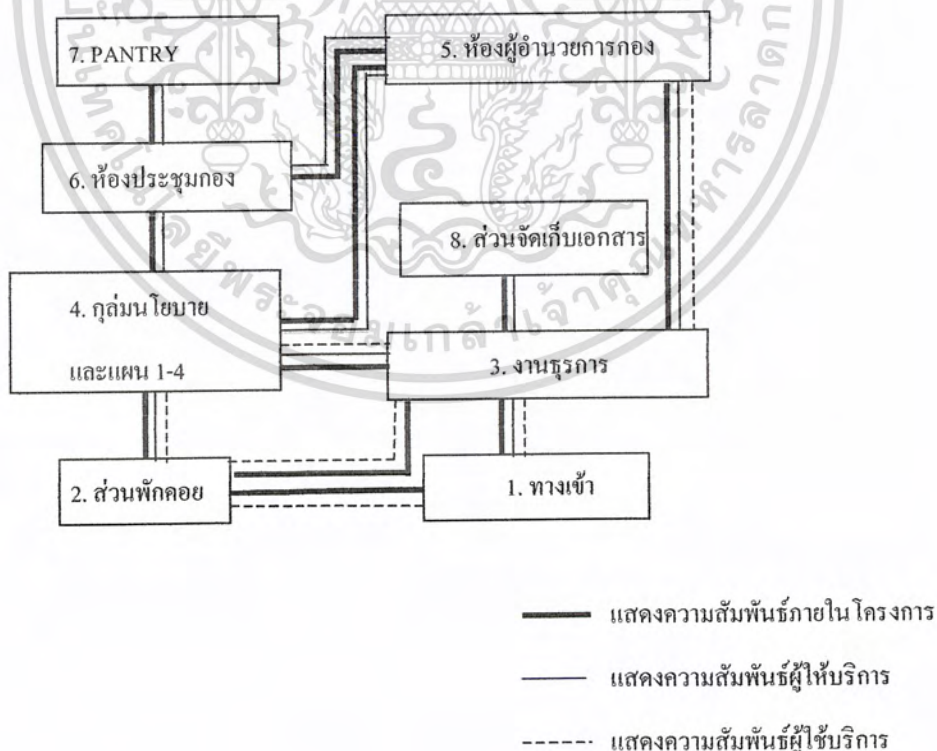 7. PANTRY
5. ห้องผู้อำนวยการกอง
6. ห้องประชุมกอง
8. ส่วนจัดเก็บเอกสาร
4. กลุ่มนโยบาย
และแผน 1-4
3. งานธุรการ
2. ส่วนพักคอย
1. ทางเข้า
แสดงความสัมพันธ์ภายในโครงการ
แสดงความสัมพันธ์ผู้ให้บริการ
แสดงความสัมพันธ์ผู้ใช้บริการ